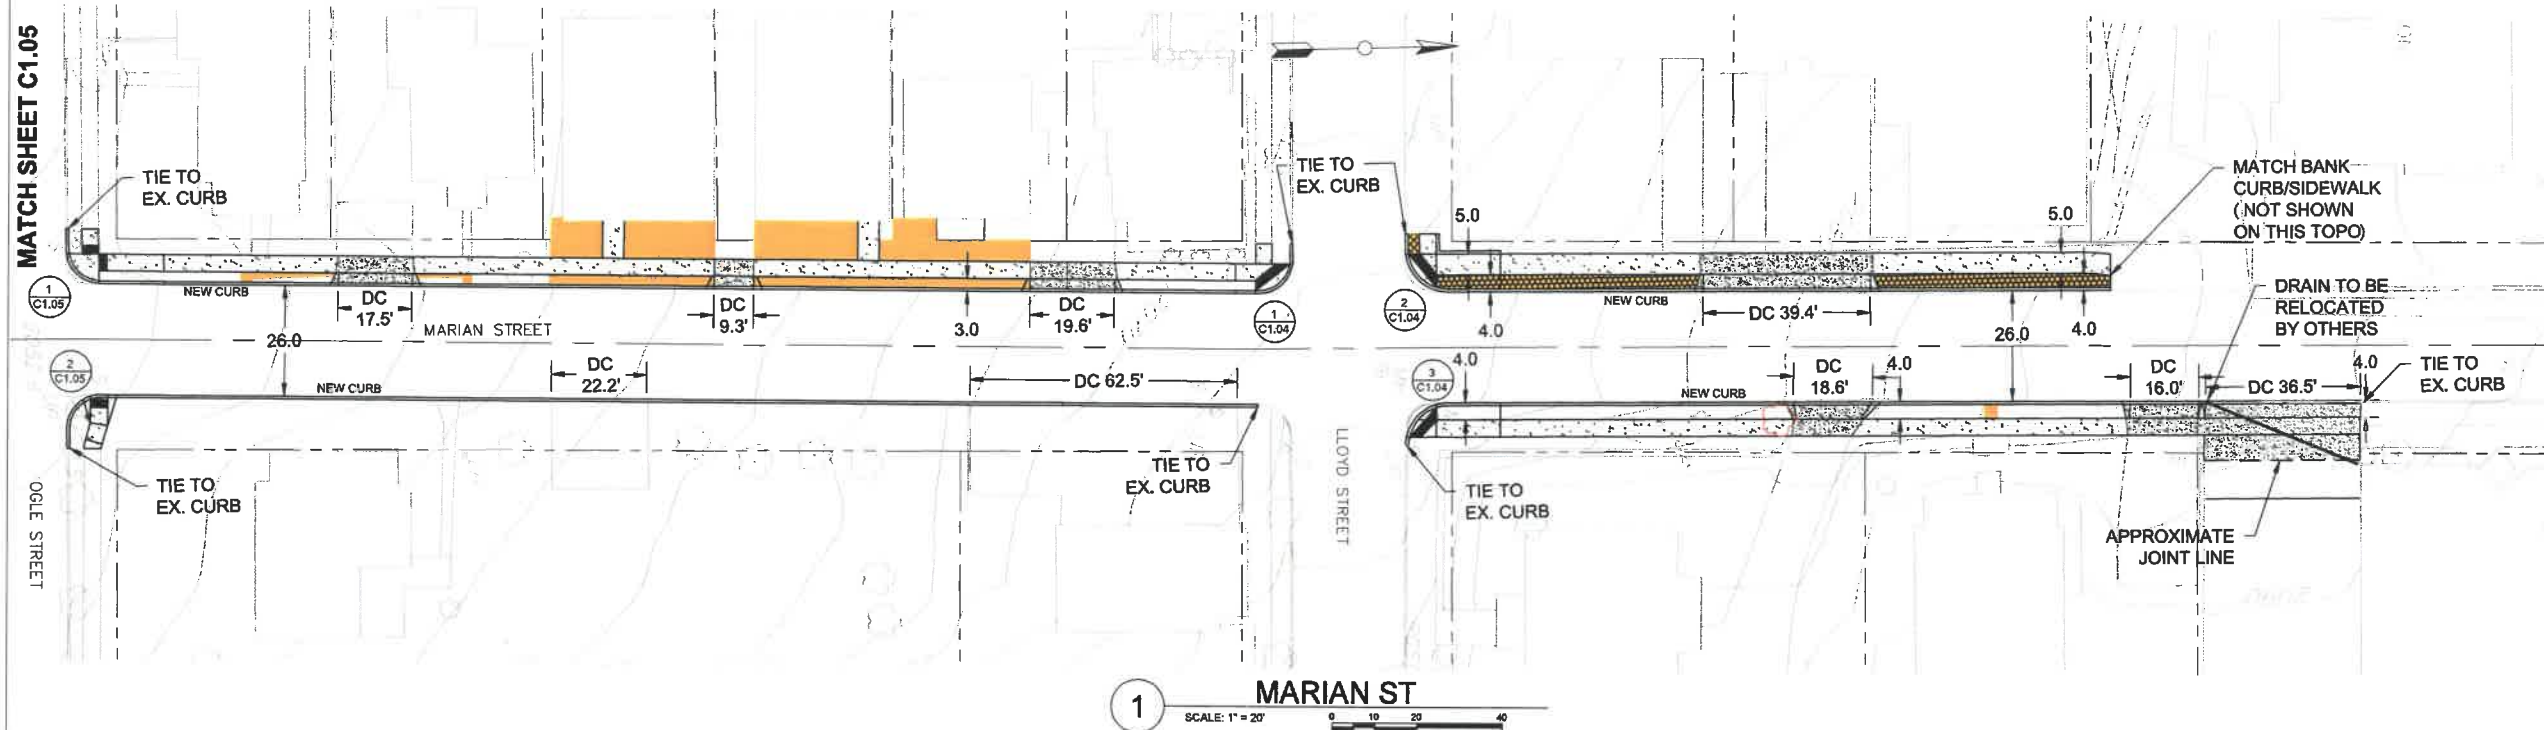 MATCH SHEET C1.05
TIE TO
EX. CURB
1
C1.05
NEW CURB
DC
17.5'
MARIAN STREET
DC
9.3'
3.0
DC
19.6'
1
C1.04
TIE TO
EX. CURB
2
C1.04
5.0
NEW CURB
4.0
DC 39.4'
5.0
26.0
4.0
MATCH BANK
CURB/SIDEWALK
(NOT SHOWN
ON THIS TOPO)
DRAIN TO BE
RELOCATED
BY OTHERS
26.0
2
C1.05
NEW CURB
DC
22.2'
DC 62.5'
TIE TO
EX. CURB
TIE TO
EX. CURB
OGLE STREET
LLOYD STREET
3
C1.04
4.0
NEW CURB
DC
18.6'
4.0
DC
16.0'
DC 36.5'
4.0
TIE TO
EX. CURB
TIE TO
EX. CURB
APPROXIMATE
JOINT LINE
1
MARIAN ST
SCALE: 1" = 20'
0 10 20 40